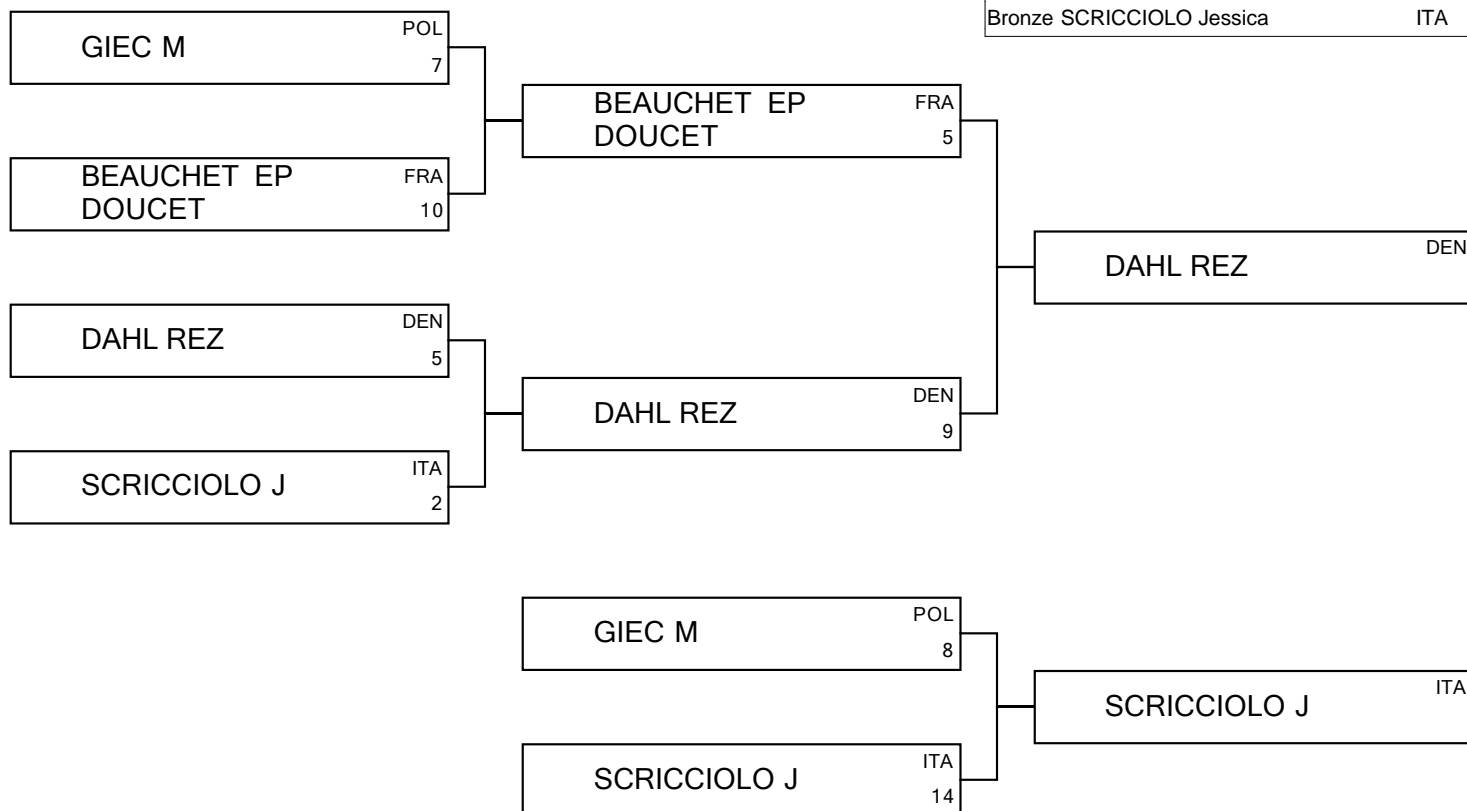 Bronze SCRICCIOLO Jessica ITA
GIEC M POL
7
BEAUCHET EP FRA
DOUCET 10
DAHL REZ DEN
5
SCRICCIOLO J ITA
2
BEAUCHET EP FRA
DOUCET 5
DAHL REZ DEN
9
DAHL REZ DEN
GIEC M POL
8
SCRICCIOLO J ITA
14
SCRICCIOLO J ITA